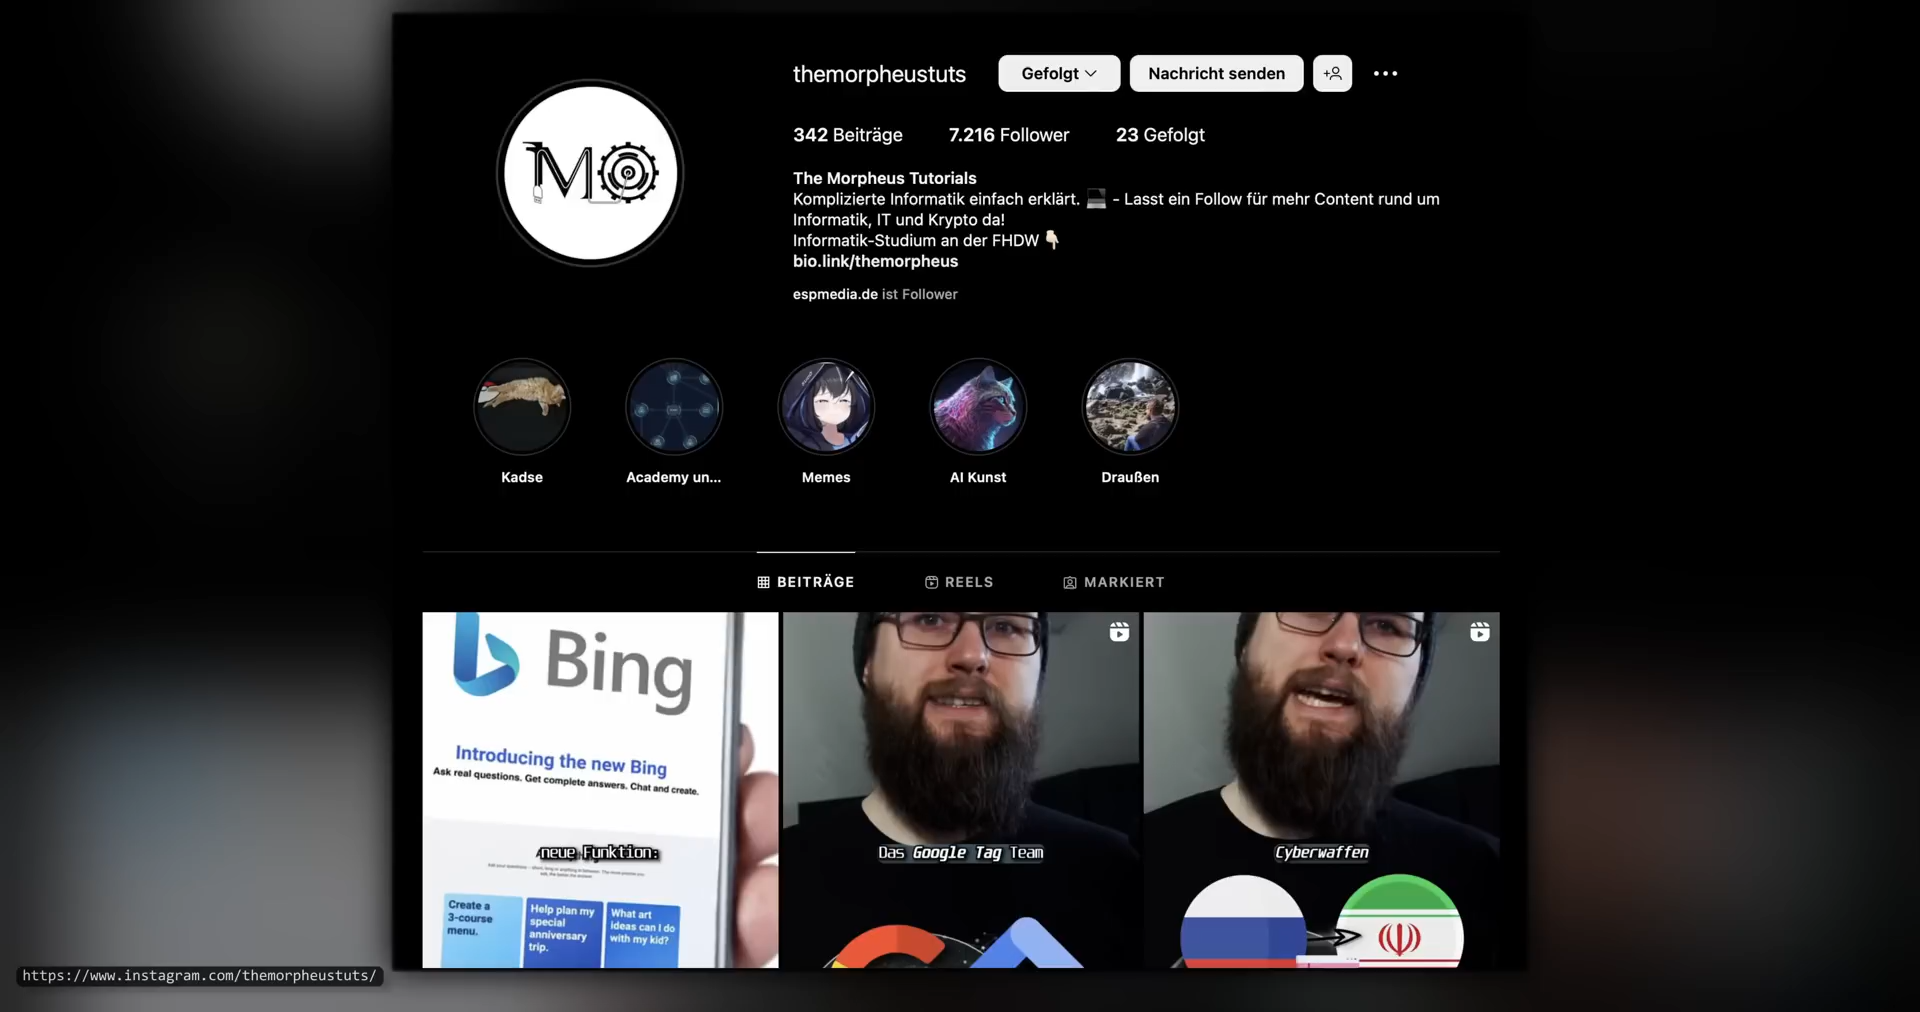 themorpheustuts
Gefolgt
Nachricht senden
342 Beiträge
7.216 Follower
23 Gefolgt
The Morpheus Tutorials
Komplizierte Informatik einfach erklärt. 💻 - Lasst ein Follow für mehr Content rund um
Informatik, IT und Krypto da!
Informatik-Studium an der FHDW 👇🏻
bio.link/themorpheus
espmedia.de ist Follower
MO
Kadse
Academy un...
Memes
AI Kunst
Draußen
BEITRÄGE
REELS
MARKIERT
Bing
Introducing the new Bing
Ask real questions. Get complete answers. Chat and create.
neue Funktion:
Create a
3-course
menu.
Help plan my
special
anniversary
trip.
What art
ideas can I do
with my kid?
Das Google Tag Team
Cyberwaffen
https://www.instagram.com/themorpheustuts/